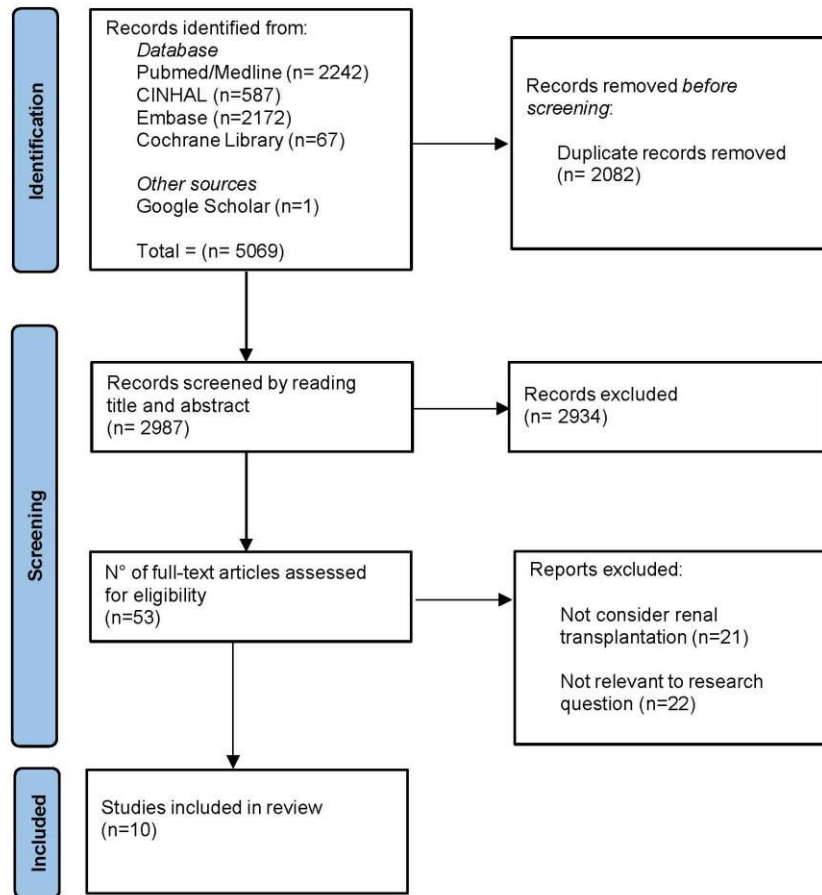 Identification
Records identified from:
Database
Pubmed/Medline (n= 2242)
CINHAL (n=587)
Embase (n=2172)
Cochrane Library (n=67)
Other sources
Google Scholar (n=1)
Total = (n= 5069)
Records removed before
screening:
Duplicate records removed
(n= 2082)
Screening
Records screened by reading
title and abstract
(n= 2987)
Records excluded
(n= 2934)
N° of full-text articles assessed
for eligibility
(n=53)
Reports excluded:
Not consider renal
transplantation (n=21)
Not relevant to research
question (n=22)
Included
Studies included in review
(n=10)